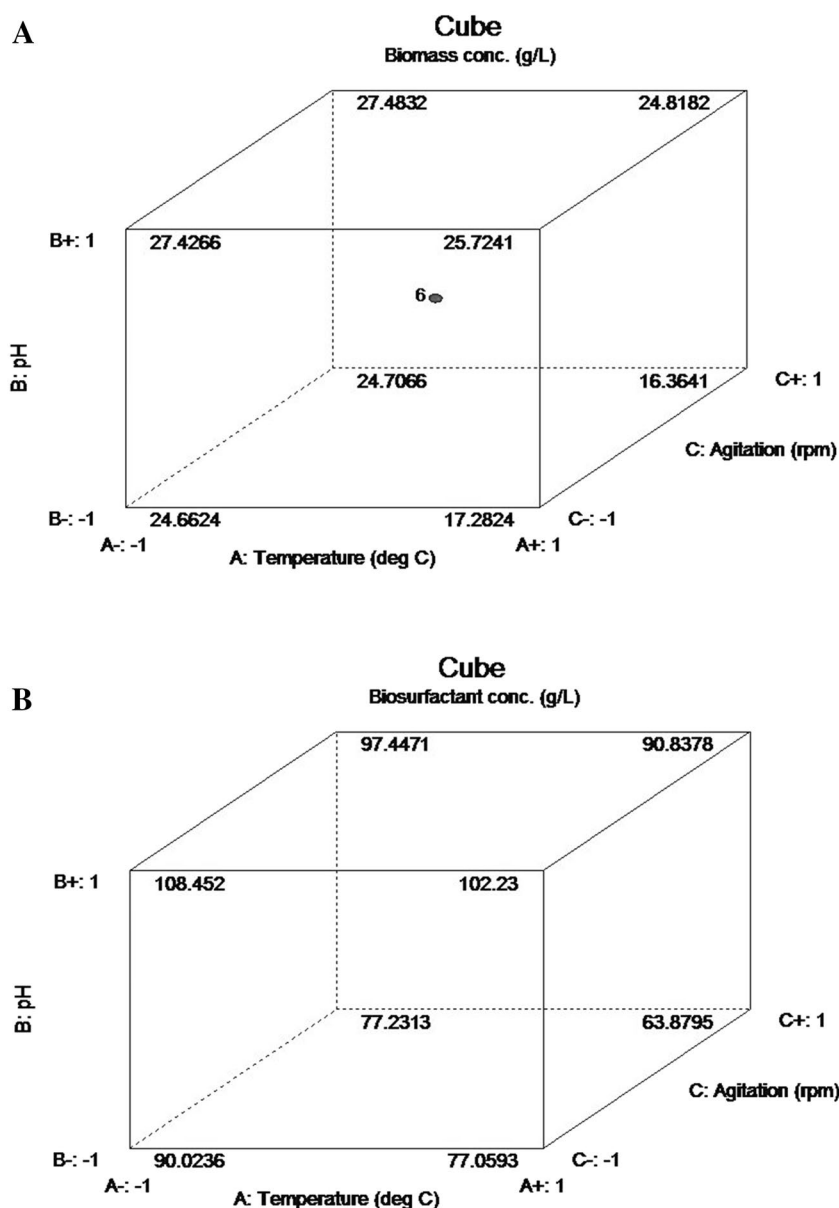 A
Cube
Biomass conc. (g/L)
27.4832 24.8182
B+: 1 27.4266 25.7241
6
B: pH
24.7066 16.3641 C+: 1
C: Agitation (rpm)
B-: -1 24.6624 17.2824 C-: -1
A-: -1 A: Temperature (deg C) A+: 1
Cube
B Biosurfactant conc. (g/L)
97.4471 90.8378
B+: 1 108.452 102.23
B: pH
77.2313 63.8795 C+: 1
C: Agitation (rpm)
B-: -1 90.0236 77.0593 C-: -1
A-: -1 A: Temperature (deg C) A+: 1